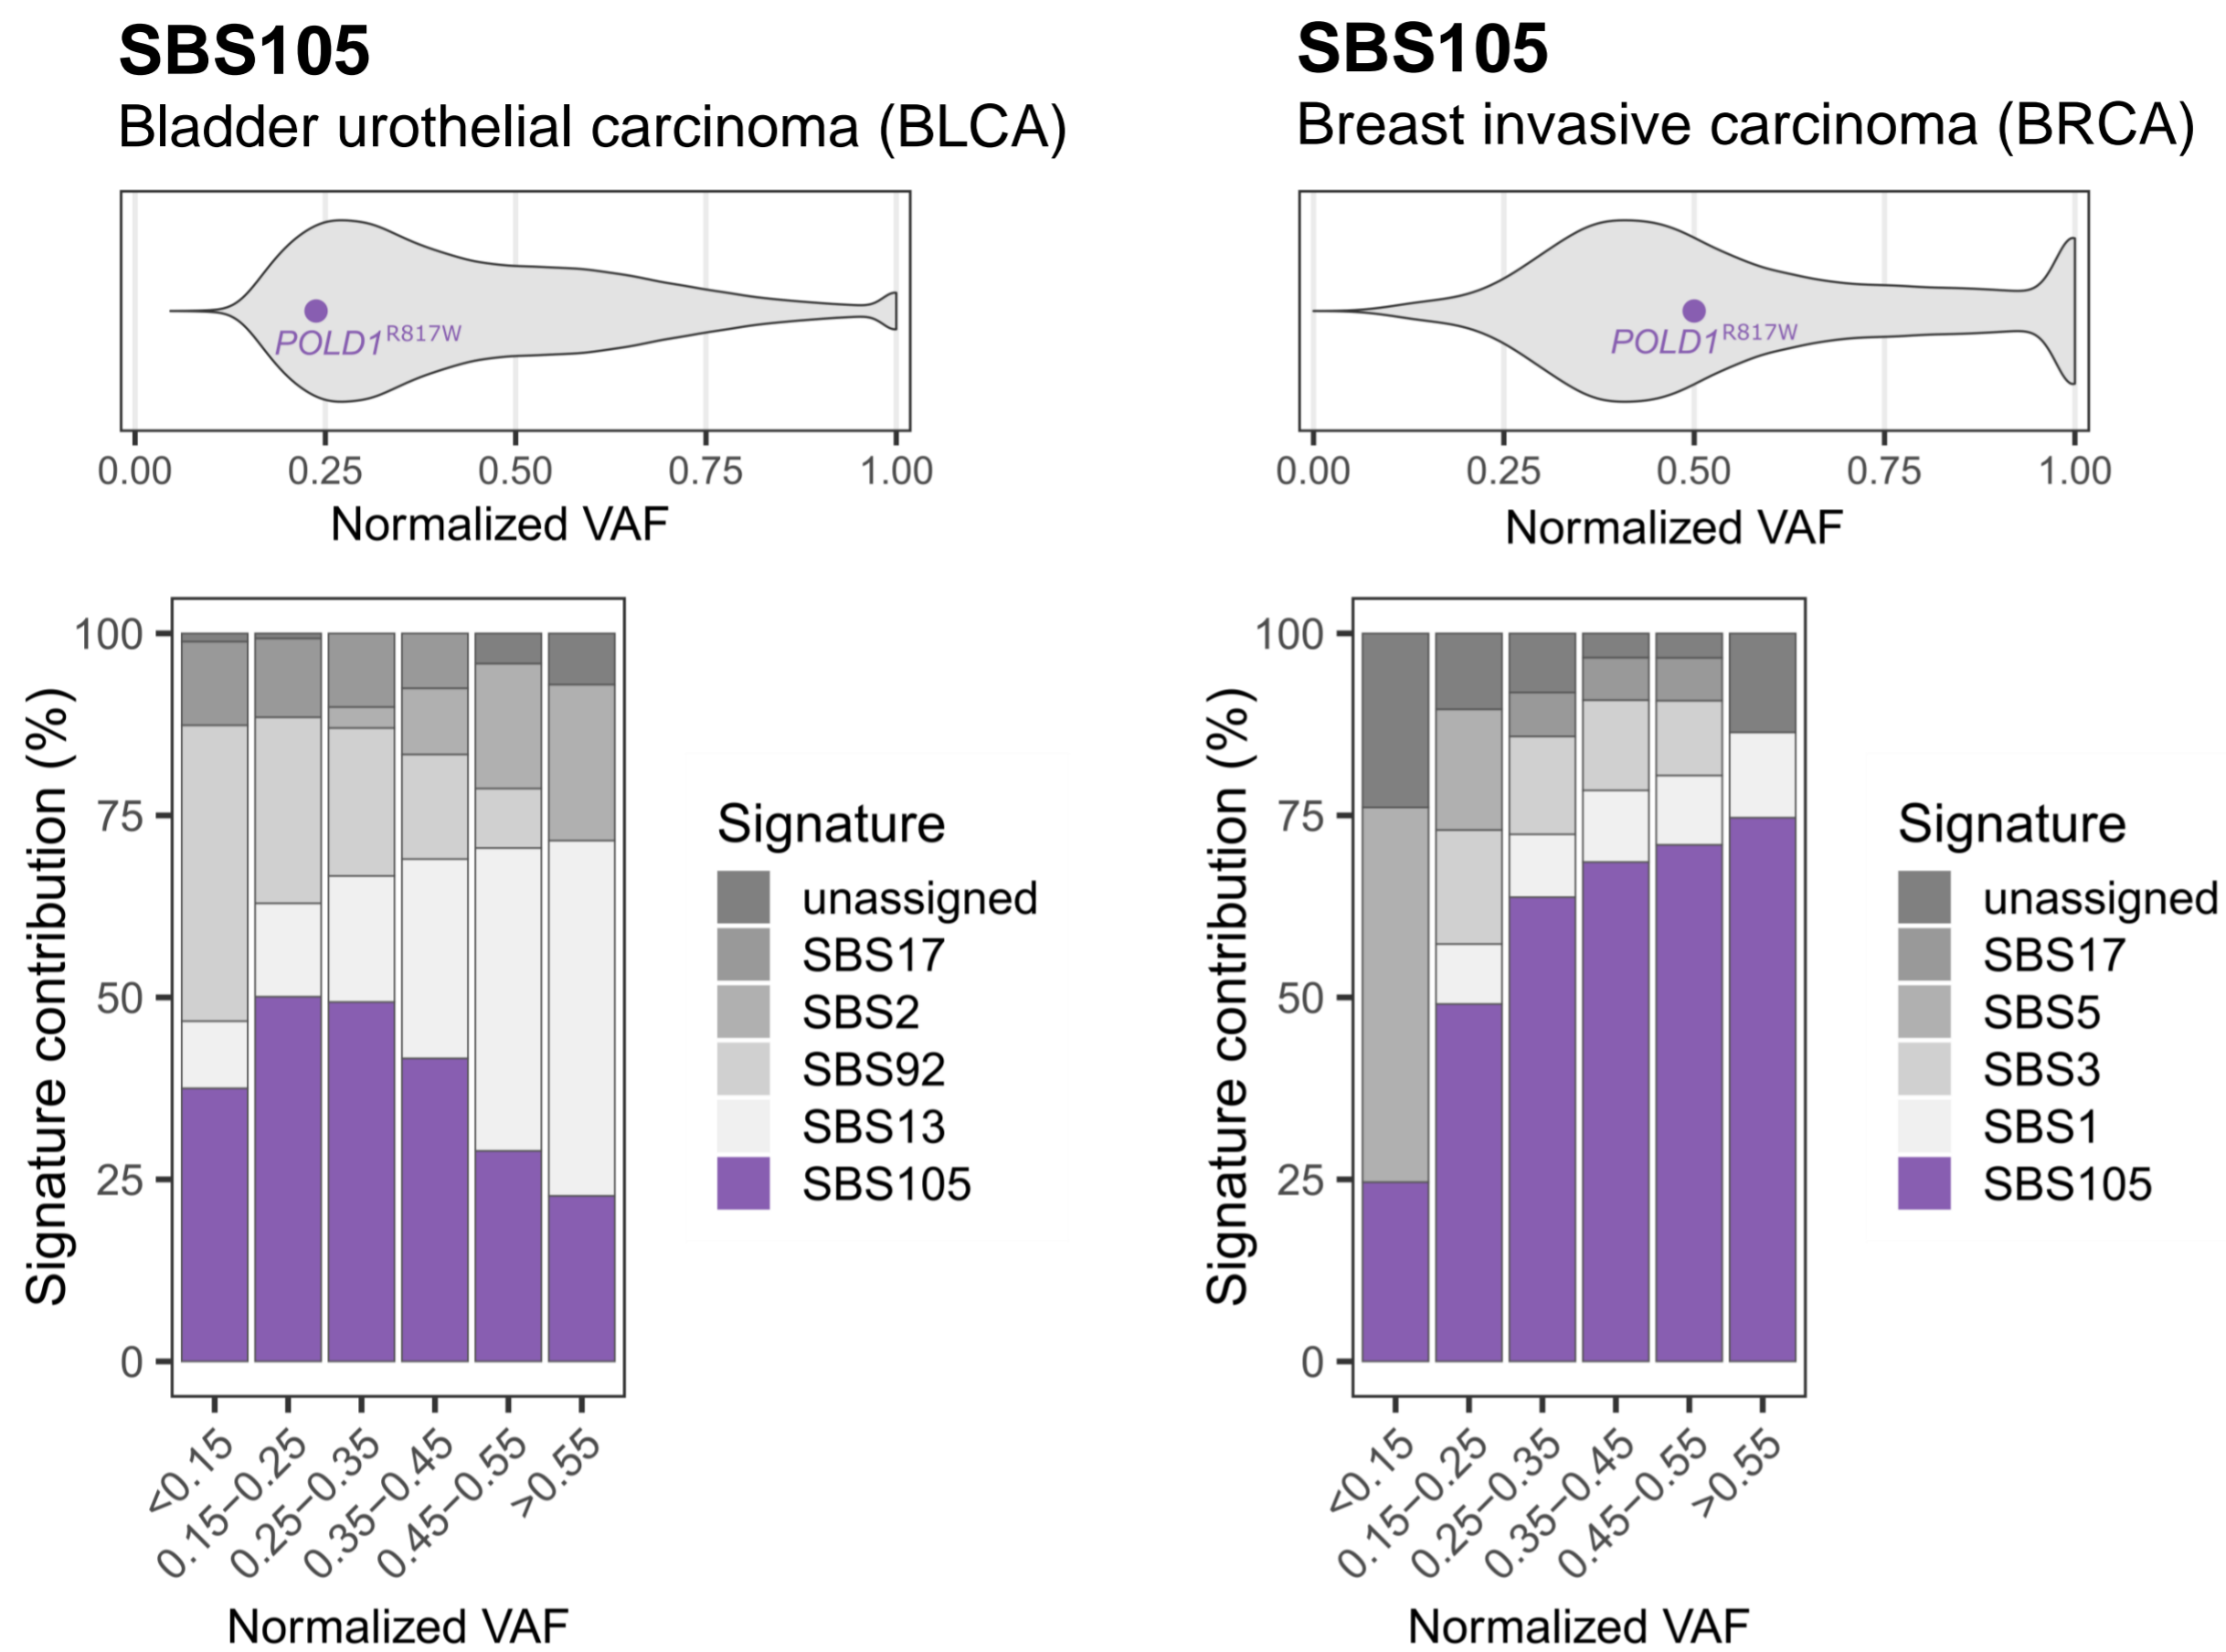 SBS105
Bladder urothelial carcinoma (BLCA)
POLD1R817W
0.00 0.25 0.50 0.75 1.00
Normalized VAF
Signature contribution (%)
100
75
50
25
0
<0.15
0.15–0.25
0.25–0.35
0.35–0.45
0.45–0.55
>0.55
Normalized VAF
Signature
unassigned
SBS17
SBS2
SBS92
SBS13
SBS105
SBS105
Breast invasive carcinoma (BRCA)
POLD1R817W
0.00 0.25 0.50 0.75 1.00
Normalized VAF
Signature contribution (%)
100
75
50
25
0
<0.15
0.15–0.25
0.25–0.35
0.35–0.45
0.45–0.55
>0.55
Normalized VAF
Signature
unassigned
SBS17
SBS5
SBS3
SBS1
SBS105